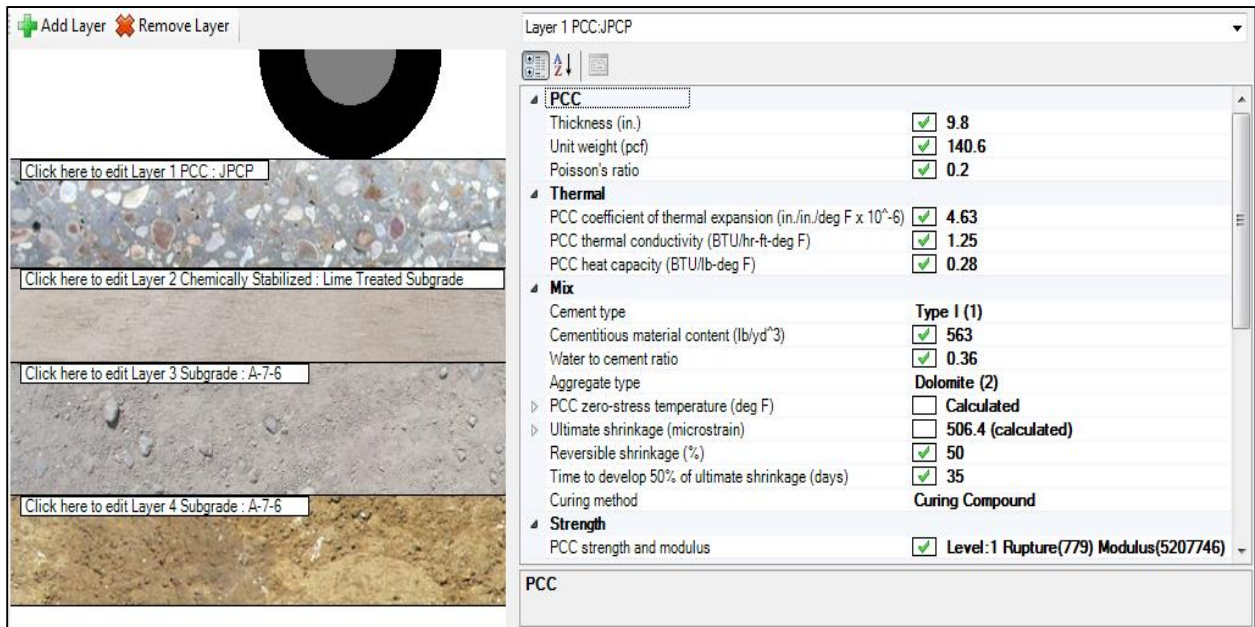 Add Layer Remove Layer
Click here to edit Layer 1 PCC : JPCP
Click here to edit Layer 2 Chemically Stabilized : Lime Treated Subgrade
Click here to edit Layer 3 Subgrade : A-7-6
Click here to edit Layer 4 Subgrade : A-7-6
Layer 1 PCC:JPCP
A
Z
PCC
Thickness (in.) 9.8
Unit weight (pcf) 140.6
Poisson's ratio 0.2
Thermal
PCC coefficient of thermal expansion (in./in./deg F x 10^-6) 4.63
PCC thermal conductivity (BTU/hr-ft-deg F) 1.25
PCC heat capacity (BTU/lb-deg F) 0.28
Mix
Cement type Type I (1)
Cementitious material content (lb/yd^3) 563
Water to cement ratio 0.36
Aggregate type Dolomite (2)
PCC zero-stress temperature (deg F) Calculated
Ultimate shrinkage (microstrain) 506.4 (calculated)
Reversible shrinkage (%) 50
Time to develop 50% of ultimate shrinkage (days) 35
Curing method Curing Compound
Strength
PCC strength and modulus Level:1 Rupture(779) Modulus(5207746)
PCC